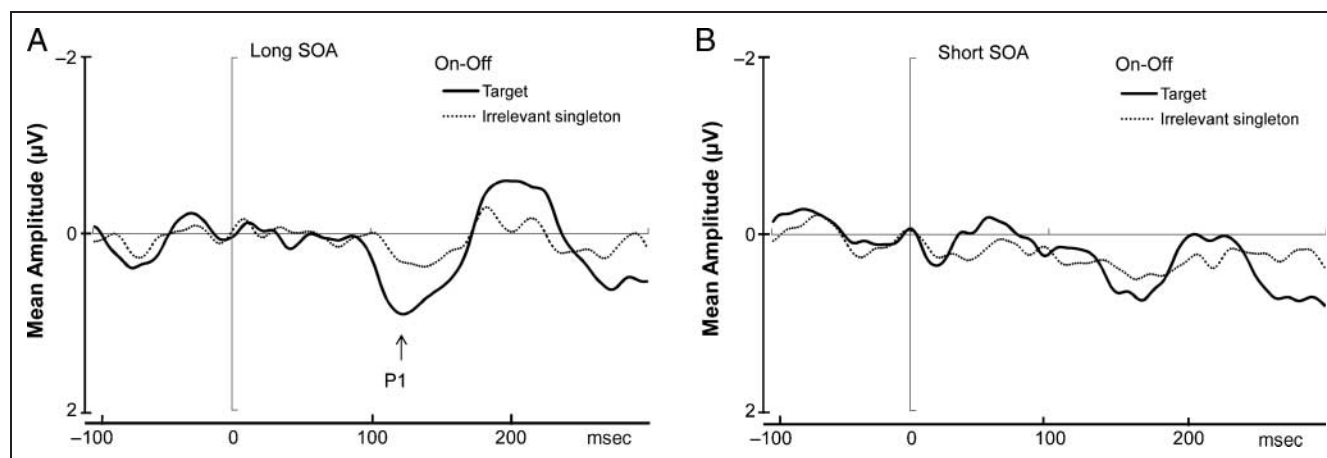 A
Long SOA
On-Off
Target
Irrelevant singleton
Mean Amplitude (µV)
–2
0
2
P1
–100
0
100
200
msec
B
Short SOA
On-Off
Target
Irrelevant singleton
Mean Amplitude (µV)
–2
0
2
–100
0
100
200
msec